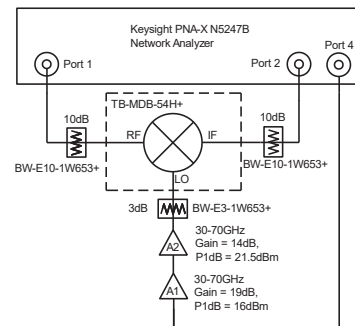 Keysight PNA-X N5247B
Network Analyzer
Port 1
Port 2
Port 4
TB-MDB-54H+
10dB
10dB
RF
IF
BW-E10-1W653+
BW-E10-1W653+
LO
3dB
BW-E3-1W653+
30-70GHz
Gain = 14dB,
P1dB = 21.5dBm
A2
30-70GHz
Gain = 19dB,
P1dB = 16dBm
A1